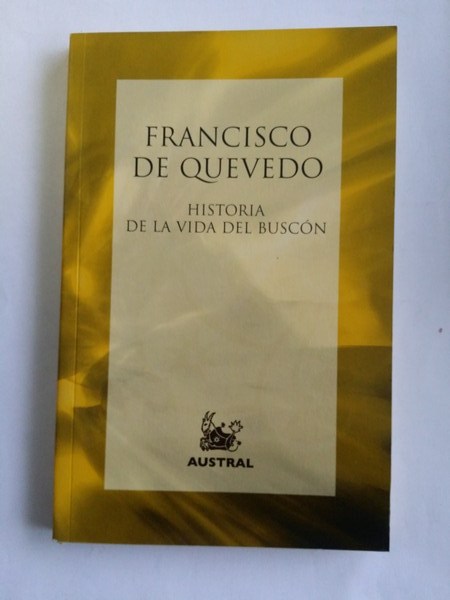 FRANCISCO
DE QUEVEDO
HISTORIA
DE LA VIDA DEL BUSCÓN
AUSTRAL